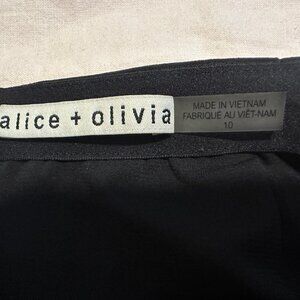 alice + olivia
MADE IN VIETNAM
FABRIQUÉ AU VIÊT-NAM
10